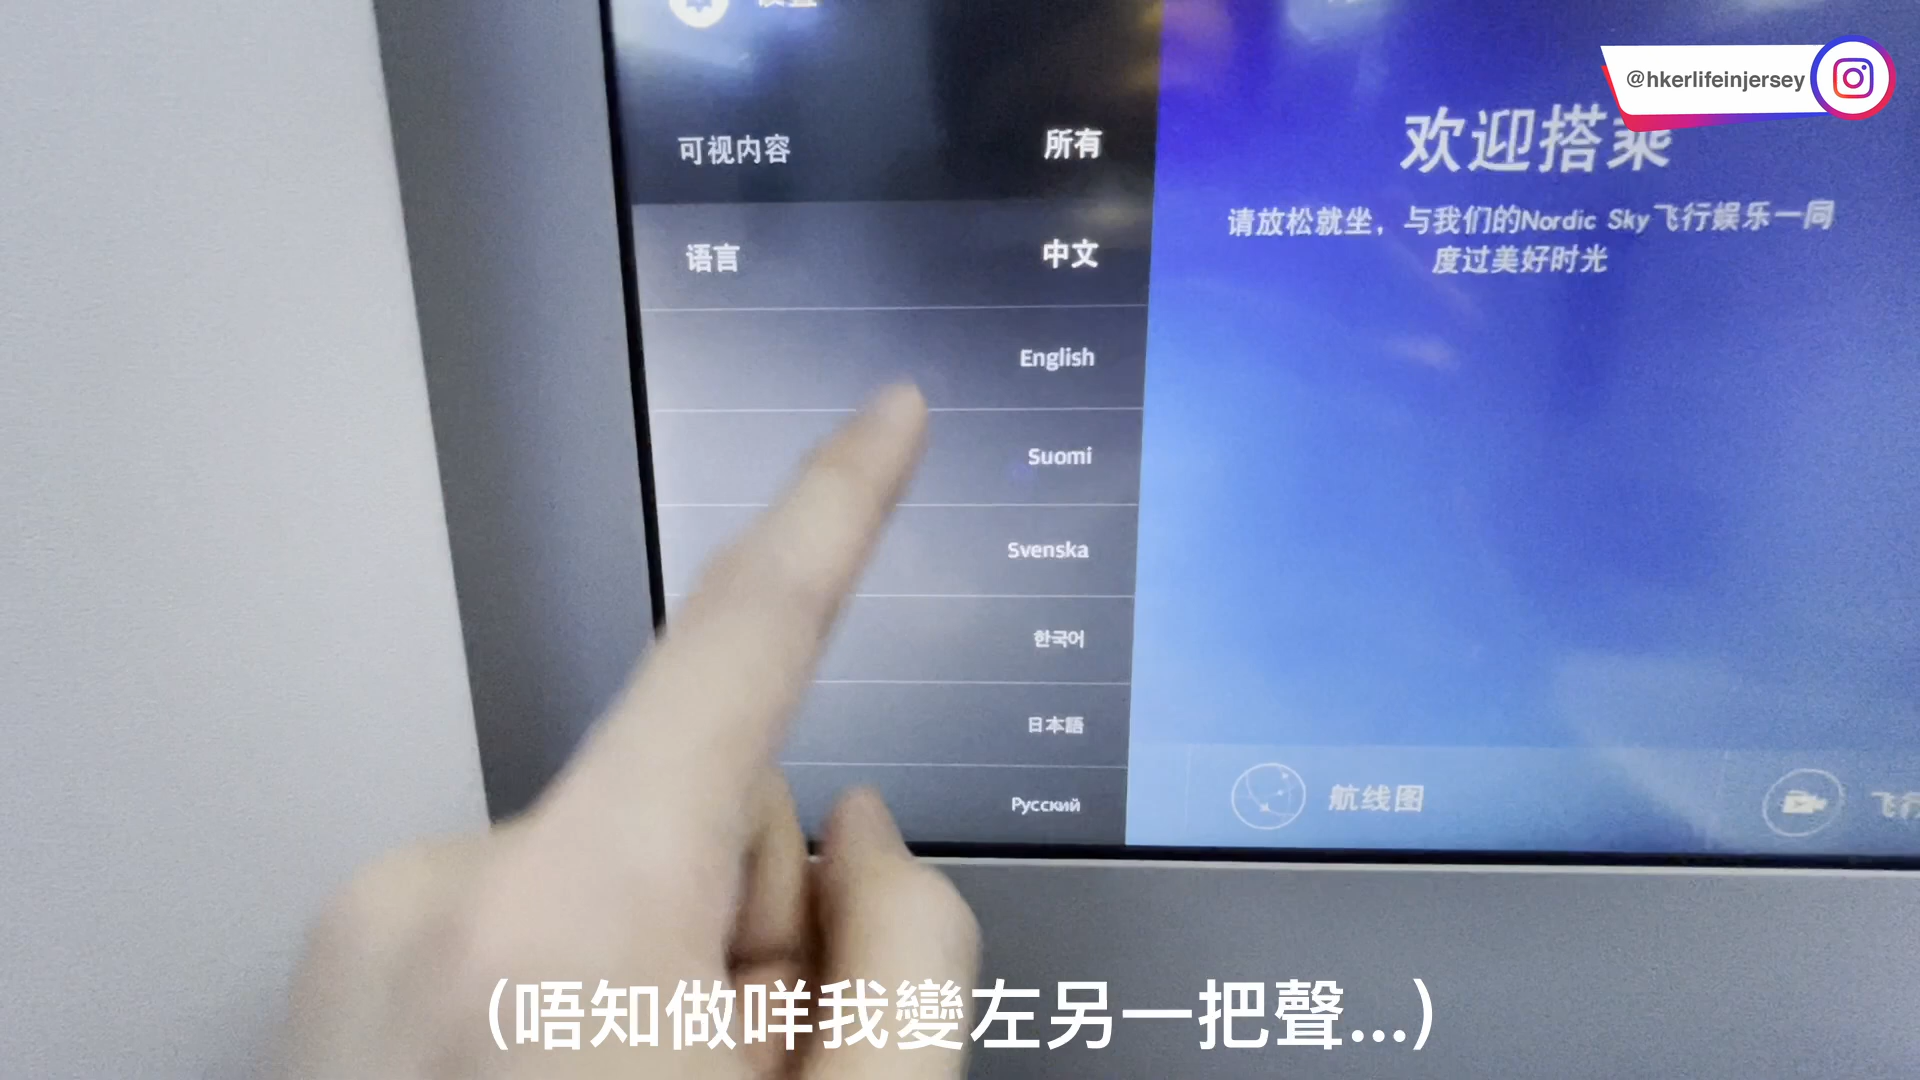 @hkerlifeinjersey
可视内容
所有
语言
中文
English
Suomi
Svenska
한국어
日本語
Русский
欢迎搭乘
请放松就坐，与我们的Nordic Sky飞行娱乐一同
度过美好时光
航线图
飞行
(唔知做咩我變左另一把聲...)